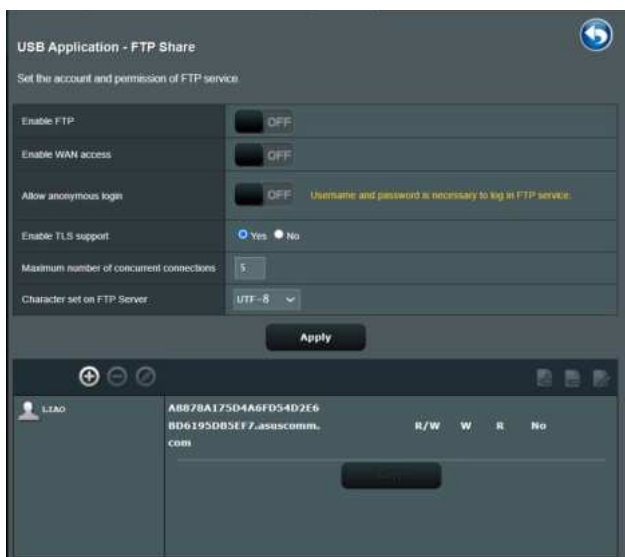 USB Application - FTP Share
Set the account and permission of FTP service
Enable FTP OFF
Enable WAN access OFF
Allow anonymous login OFF Username and password is necessary to log in FTP service.
Enable TLS support Yes No
Maximum number of concurrent connections 5
Character set on FTP Server UTF-8
Apply
LIAO
A8878A175D4A6FD54D2E6
BD6195DB5EF7.asuscomm.
com
R/W W R No